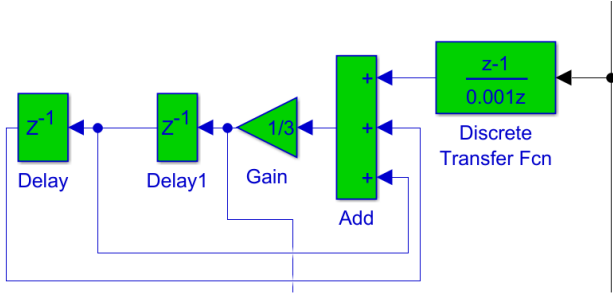 z-1
0.001z
Discrete
Transfer Fcn
+
+
+
Add
1/3
Gain
Z⁻¹
Delay1
Z⁻¹
Delay